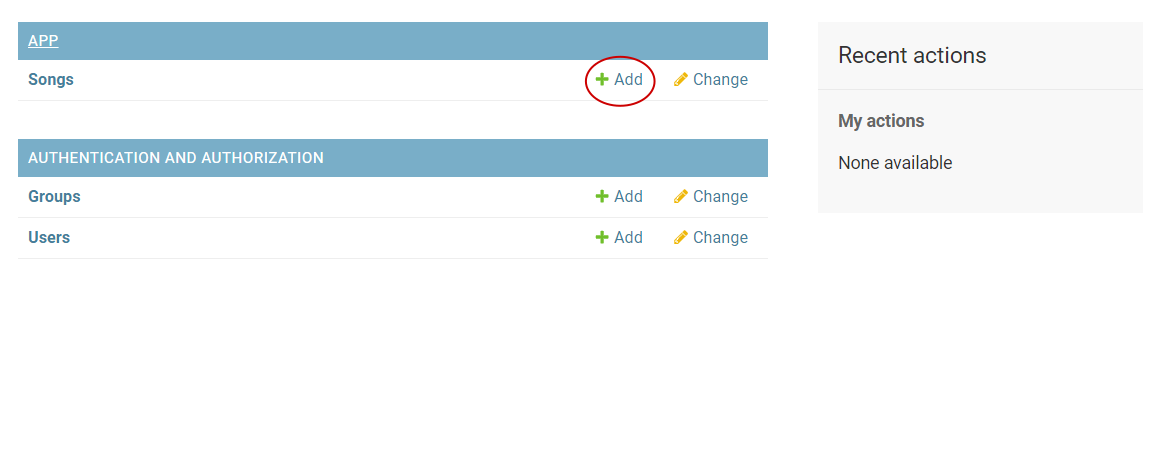 APP
Songs Add Change
AUTHENTICATION AND AUTHORIZATION
Groups Add Change
Users Add Change
Recent actions
My actions
None available